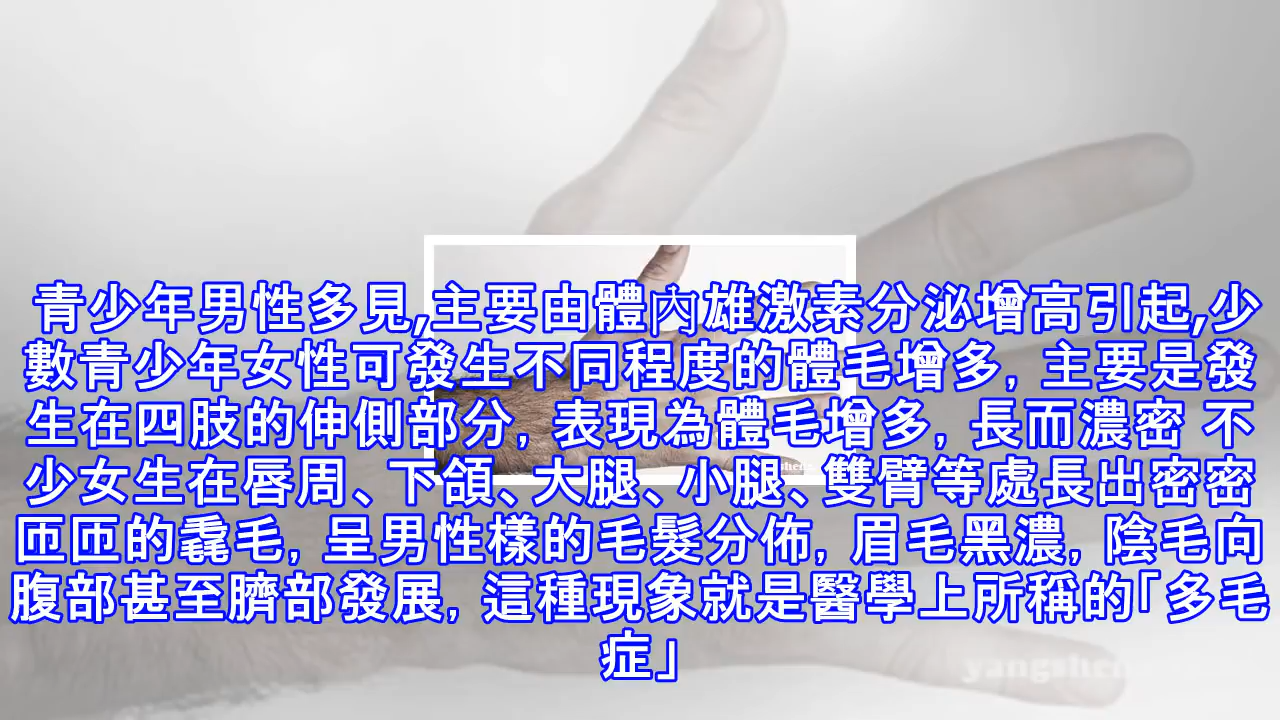 青少年男性多見,主要由體內雄激素分泌增高引起,少
數青少年女性可發生不同程度的體毛增多, 主要是發
生在四肢的伸側部分, 表現為體毛增多, 長而濃密 不
少女生在唇周、下頜、大腿、小腿、雙臂等處長出密密
匝匝的毳毛, 呈男性樣的毛髮分佈, 眉毛黑濃, 陰毛向
腹部甚至臍部發展, 這種現象就是醫學上所稱的「多毛
症」